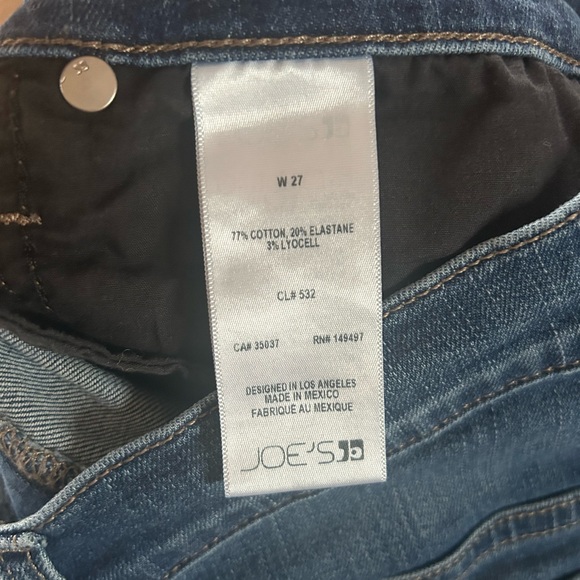 W 27
77% COTTON, 20% ELASTANE
3% LYOCELL
CL# 532
CA# 35037 RN# 149497
DESIGNED IN LOS ANGELES
MADE IN MEXICO
FABRIQUÉ AU MEXIQUE
JOE'S